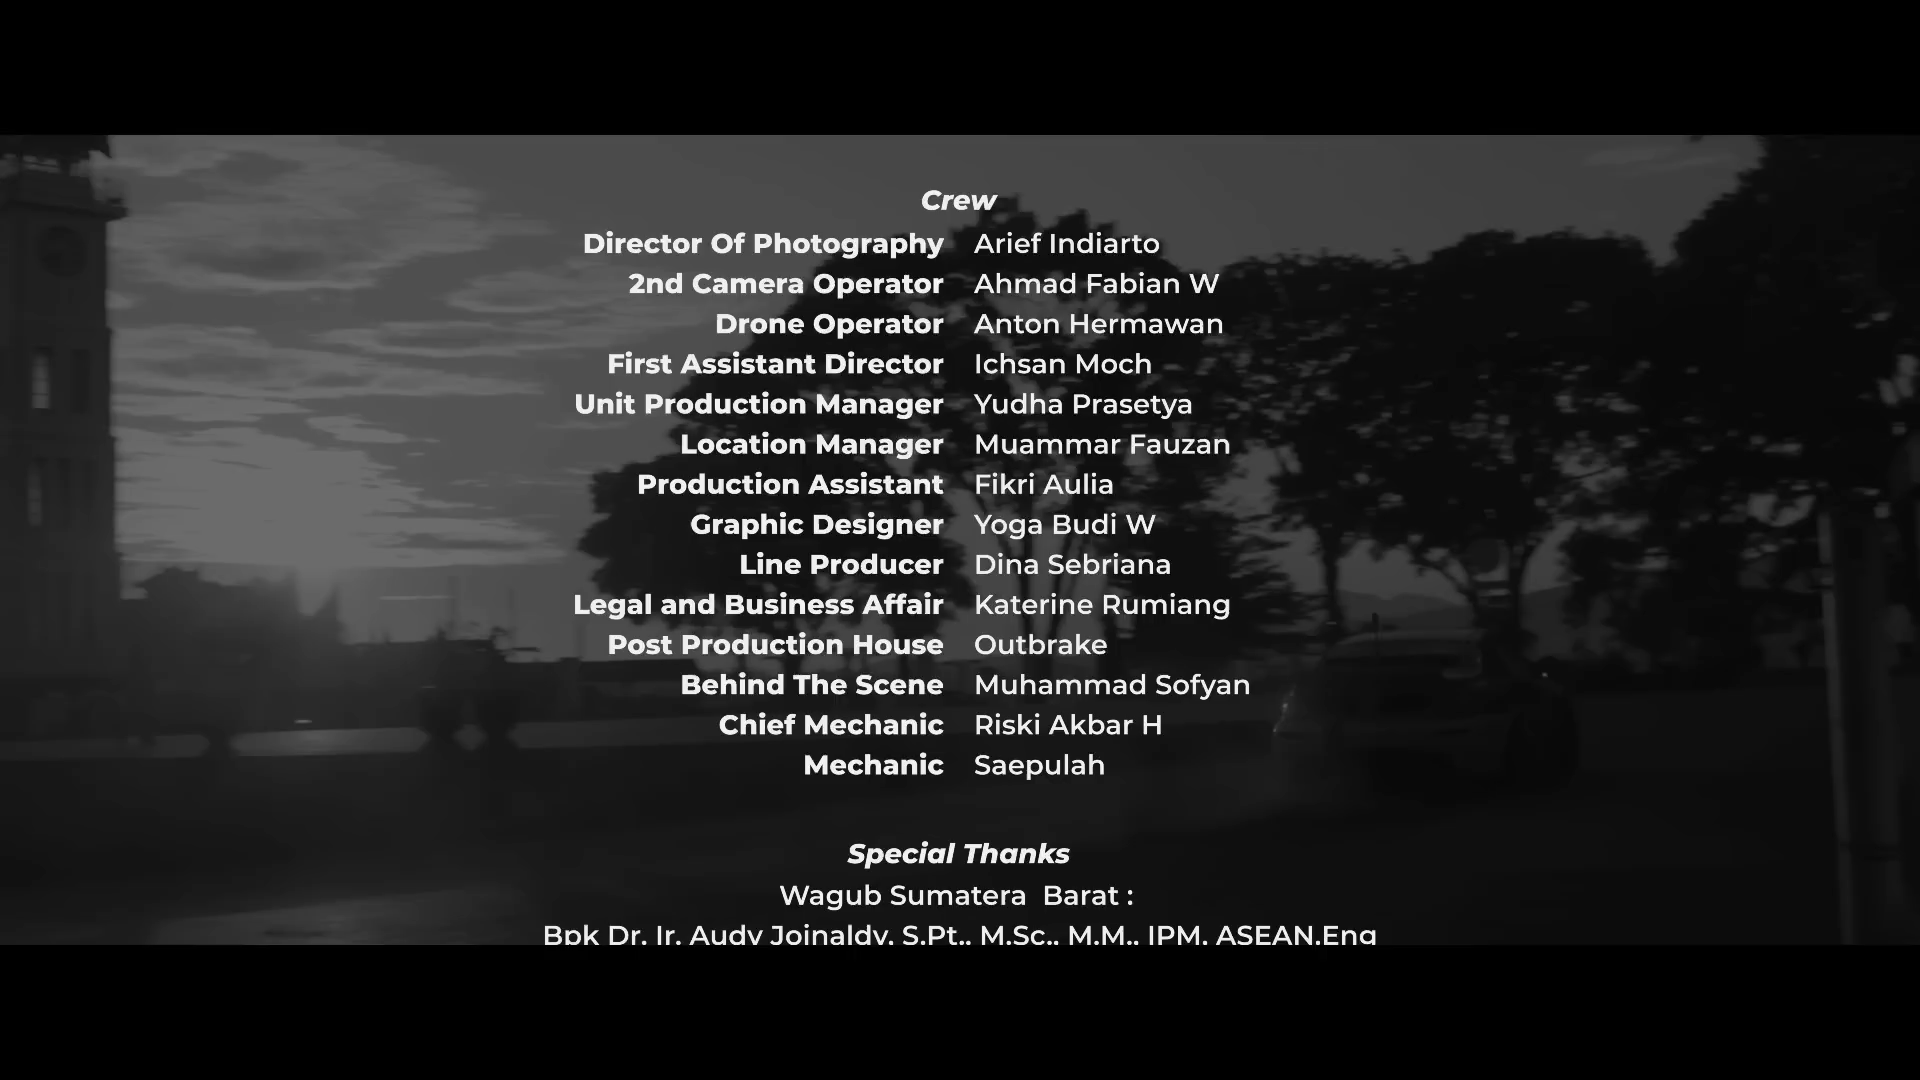 Crew
Director Of Photography Arief Indiarto
2nd Camera Operator Ahmad Fabian W
Drone Operator Anton Hermawan
First Assistant Director Ichsan Moch
Unit Production Manager Yudha Prasetya
Location Manager Muammar Fauzan
Production Assistant Fikri Aulia
Graphic Designer Yoga Budi W
Line Producer Dina Sebriana
Legal and Business Affair Katerine Rumiang
Post Production House Outbrake
Behind The Scene Muhammad Sofyan
Chief Mechanic Riski Akbar H
Mechanic Saepulah
Special Thanks
Wagub Sumatera Barat :
Bpk Dr. Ir. Audy Joinaldy, S.Pt., M.Sc., M.M., IPM, ASEAN.Eng